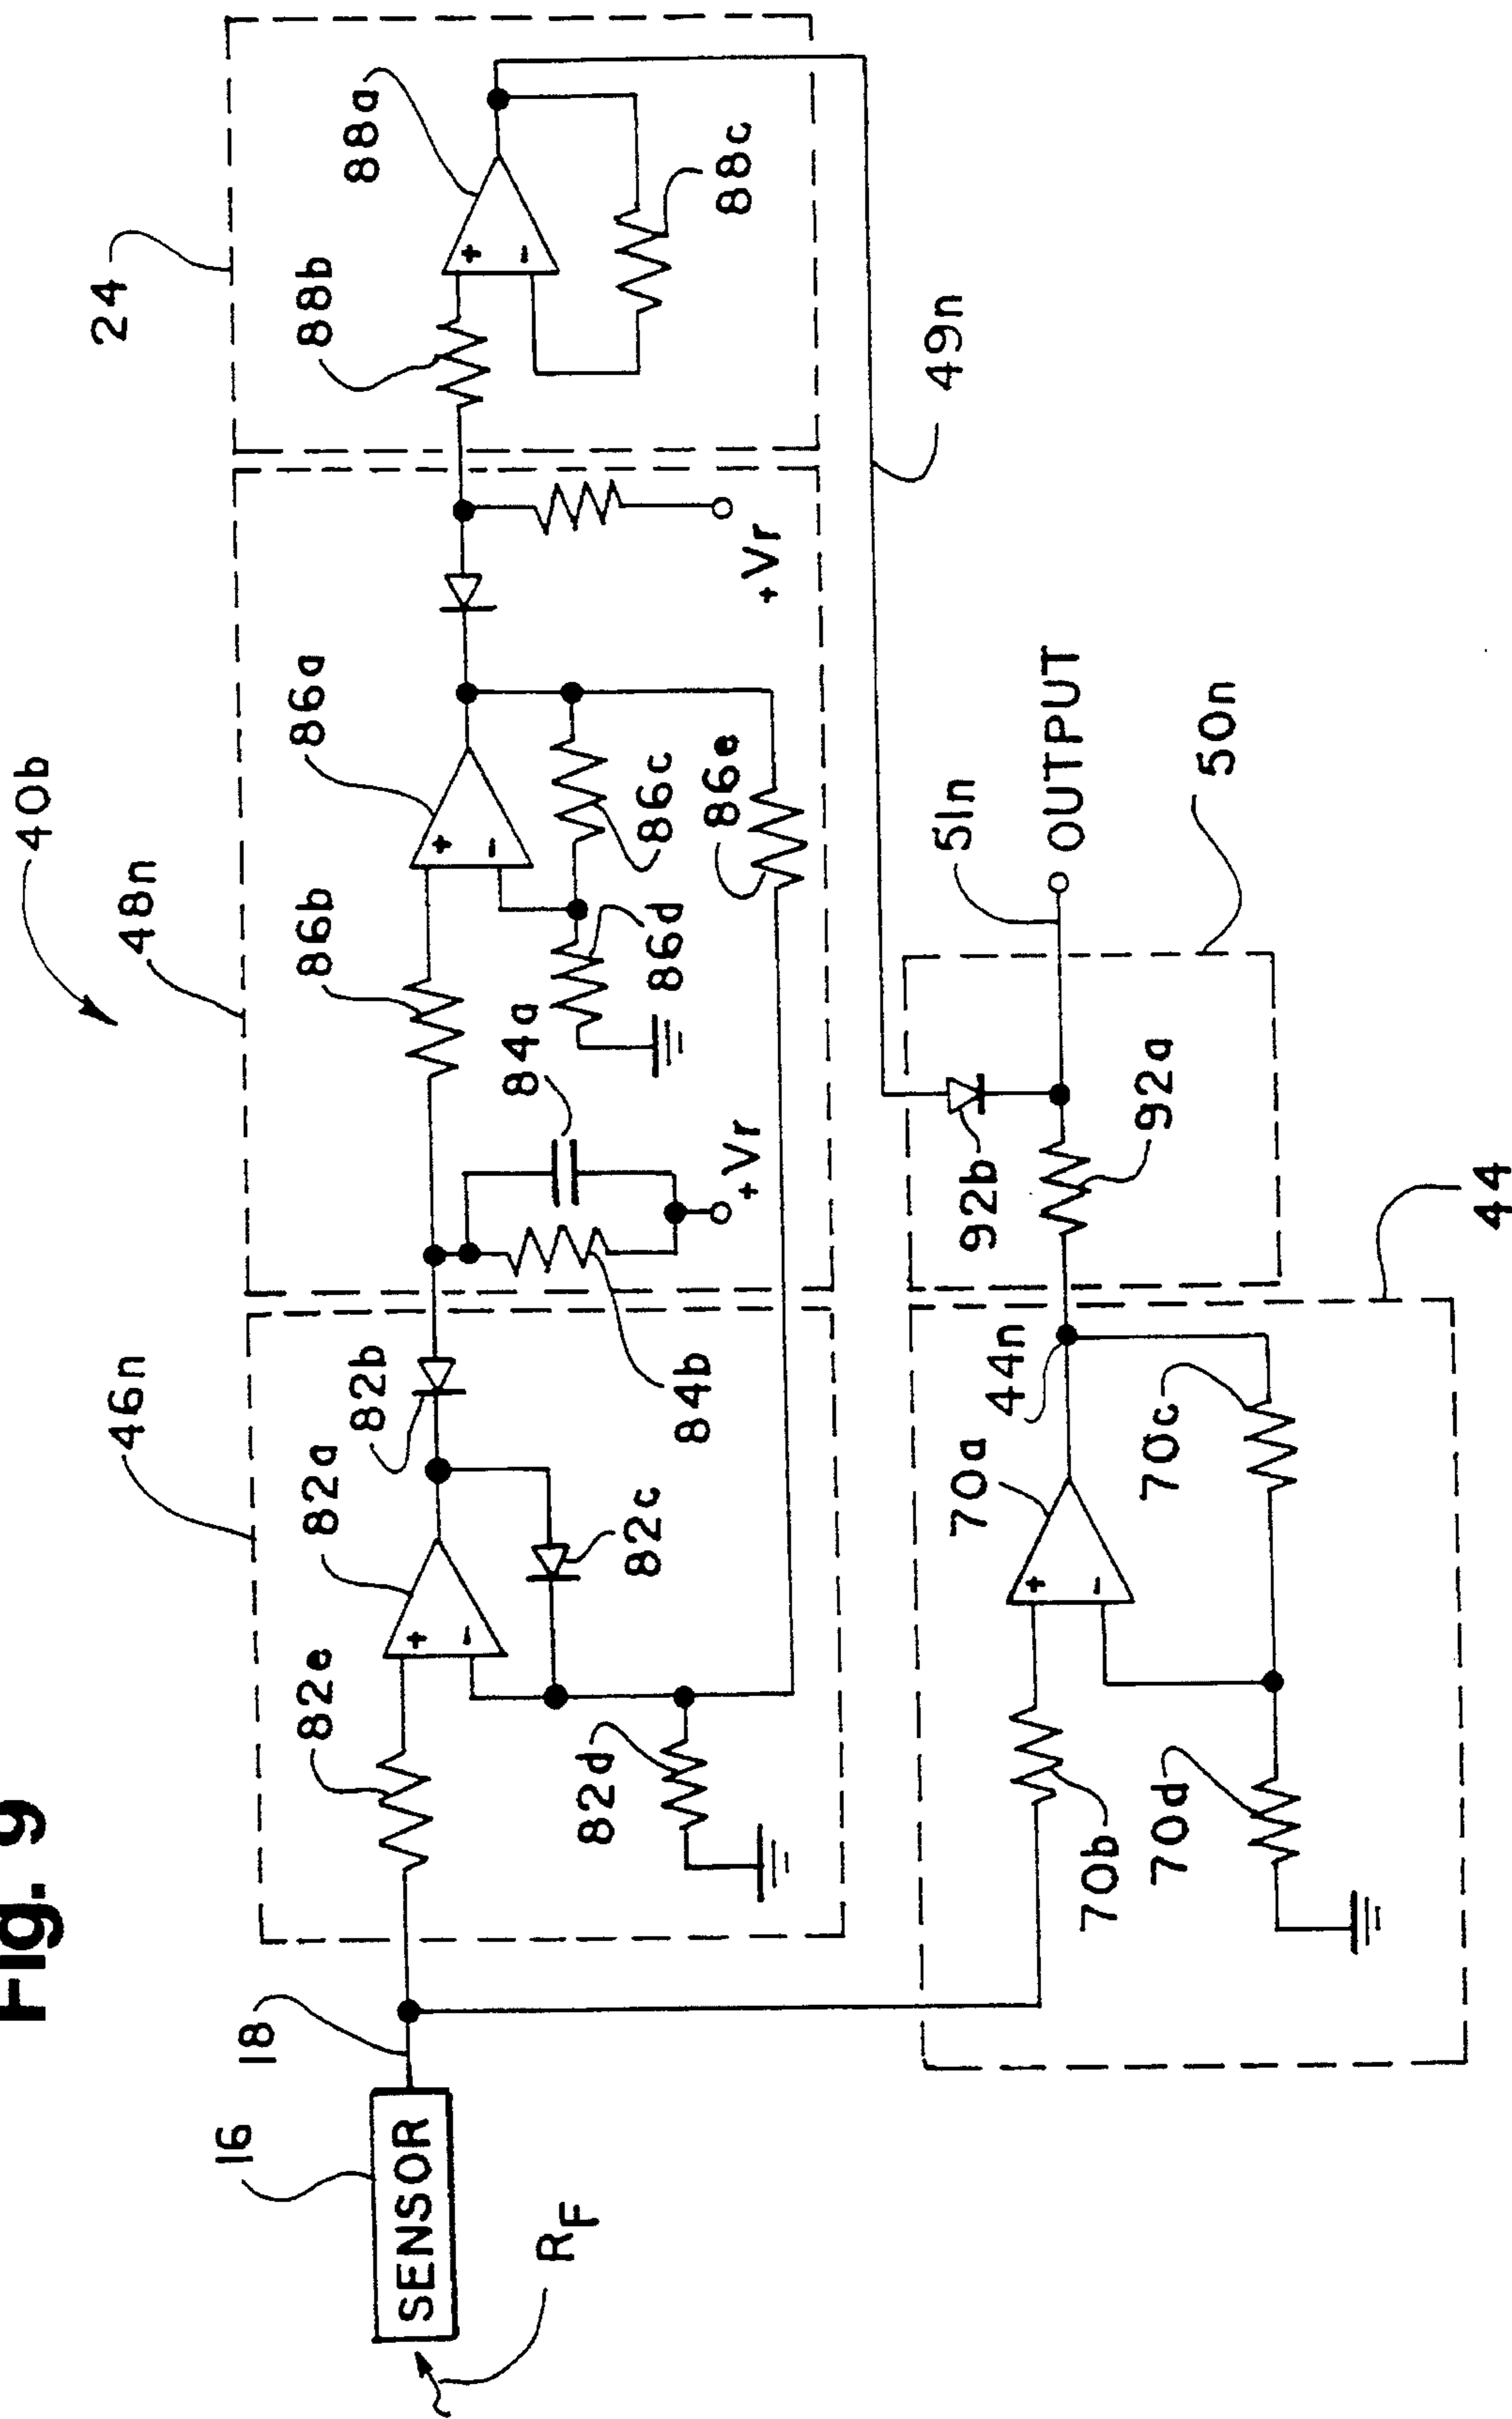 Fig. 9
40b
24
48n
46n
88a
88b
88c
86a
86b
86c
86d
86e
84a
84b
+Vr
+Vr
82a
82b
82c
82d
82e
+
-
+
-
+
-
18
16
SENSOR
RF
49n
51n
OUTPUT
50n
92a
92b
44
44n
70a
70b
70c
70d
+
-